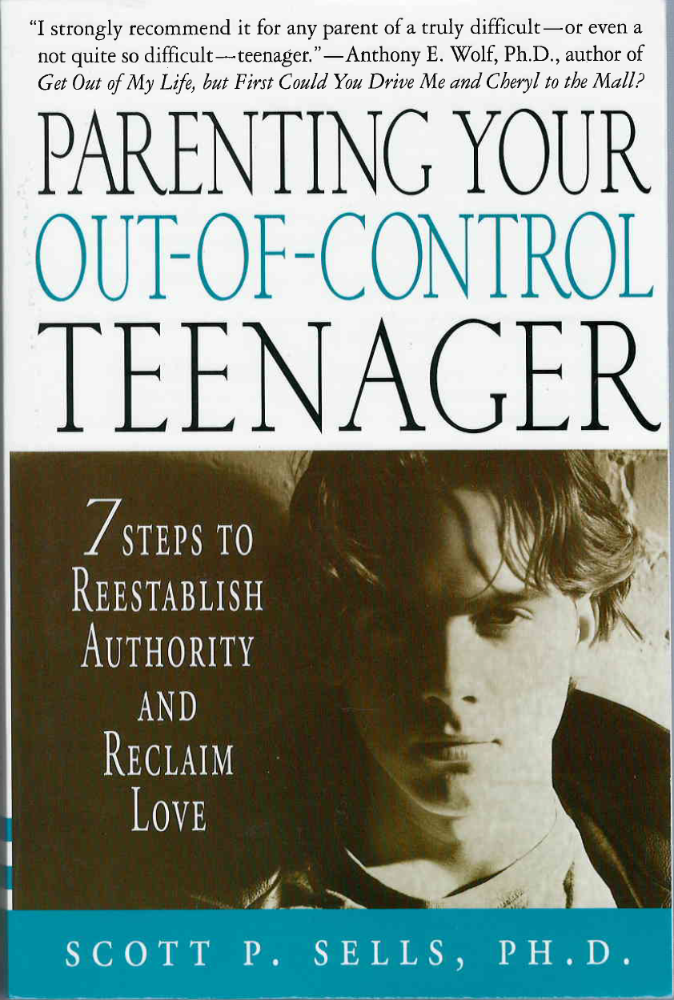 “I strongly recommend it for any parent of a truly difficult—or even a
not quite so difficult—teenager.”—Anthony E. Wolf, Ph.D., author of
Get Out of My Life, but First Could You Drive Me and Cheryl to the Mall?
PARENTING YOUR
OUT-OF-CONTROL
TEENAGER
7 STEPS TO
REESTABLISH
AUTHORITY
AND
RECLAIM
LOVE
SCOTT P. SELLS, PH.D.